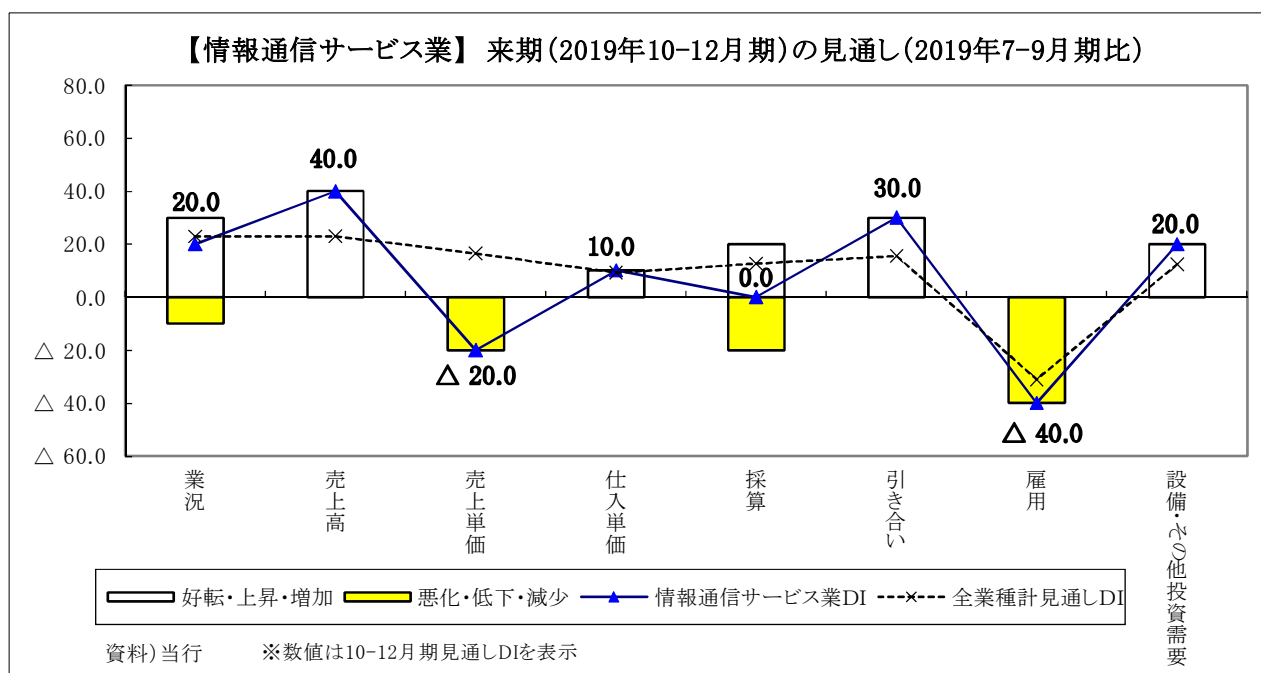 【情報通信サービス業】 来期(2019年10-12月期)の見通し(2019年7-9月期比)
80.0
60.0
40.0
20.0
0.0
△ 20.0
△ 40.0
△ 60.0
20.0
40.0
△ 20.0
10.0
0.0
30.0
△ 40.0
20.0
業況
売上高
売上単価
仕入単価
採算
引き合い
雇用
設備・その他投資需要
好転・上昇・増加 悪化・低下・減少 情報通信サービス業DI 全業種計見通しDI
資料)当行 ※数値は10-12月期見通しDIを表示